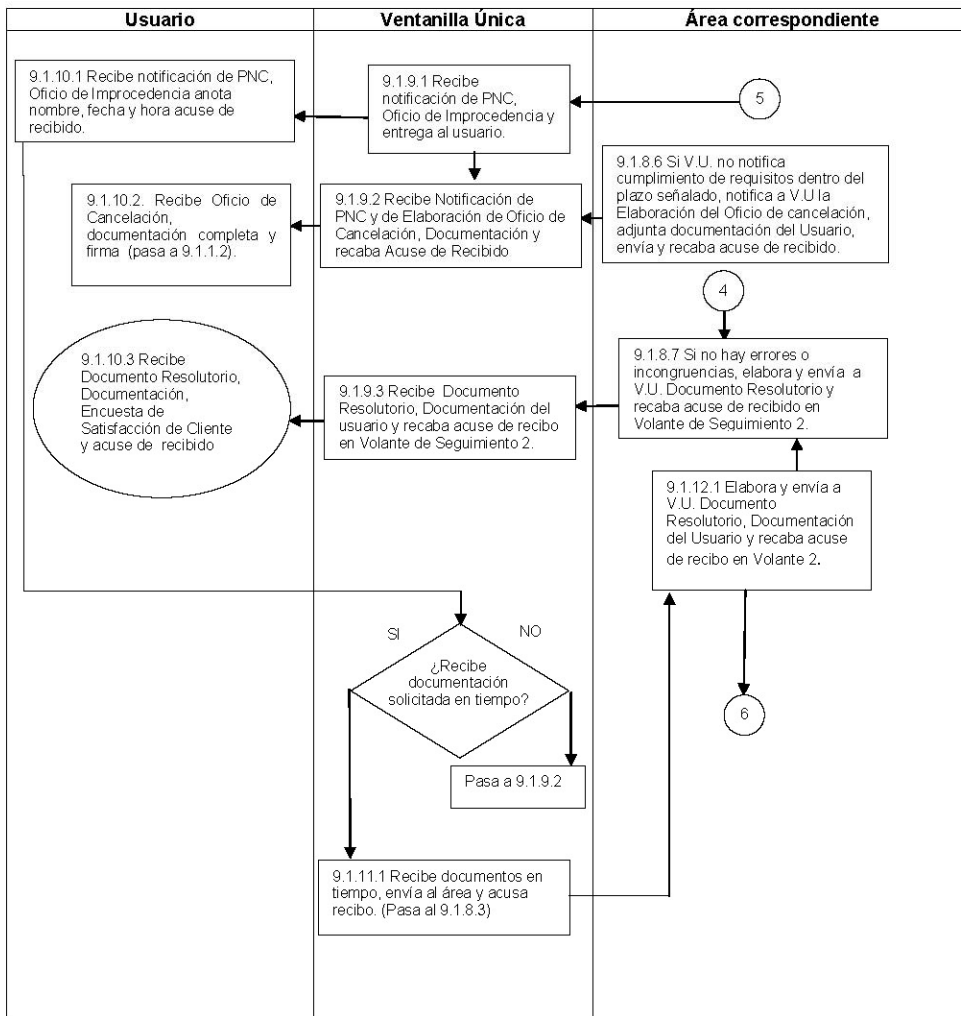 Usuario
Ventanilla Única
Área correspondiente
9.1.10.1 Recibe notificación de PNC,
Oficio de Improcedencia anota
nombre, fecha y hora acuse de
recibido.
9.1.9.1 Recibe
notificación de PNC,
Oficio de Improcedencia y
entrega al usuario.
5
9.1.10.2. Recibe Oficio de
Cancelación,
documentación completa y
firma (pasa a 9.1.1.2).
9.1.9.2 Recibe Notificación de
PNC y de Elaboración de Oficio de
Cancelación, Documentación y
recaba Acuse de Recibido
9.1.8.6 Si V.U. no notifica
cumplimiento de requisitos dentro del
plazo señalado, notifica a V.U la
Elaboración del Oficio de cancelación,
adjunta documentación del Usuario,
envía y recaba acuse de recibido.
4
9.1.10.3 Recibe
Documento Resolutorio,
Documentación,
Encuesta de
Satisfacción de Cliente
y acuse de recibido
9.1.9.3 Recibe Documento
Resolutorio, Documentación del
usuario y recaba acuse de recibo
en Volante de Seguimiento 2.
9.1.8.7 Si no hay errores o
incongruencias, elabora y envía a
V.U. Documento Resolutorio y
recaba acuse de recibido en
Volante de Seguimiento 2.
9.1.12.1 Elabora y envía a
V.U. Documento
Resolutorio, Documentación
del Usuario y recaba acuse
de recibo en Volante 2.
SI
NO
¿Recibe
documentación
solicitada en tiempo?
6
Pasa a 9.1.9.2
9.1.11.1 Recibe documentos en
tiempo, envía al área y acusa
recibo. (Pasa al 9.1.8.3)